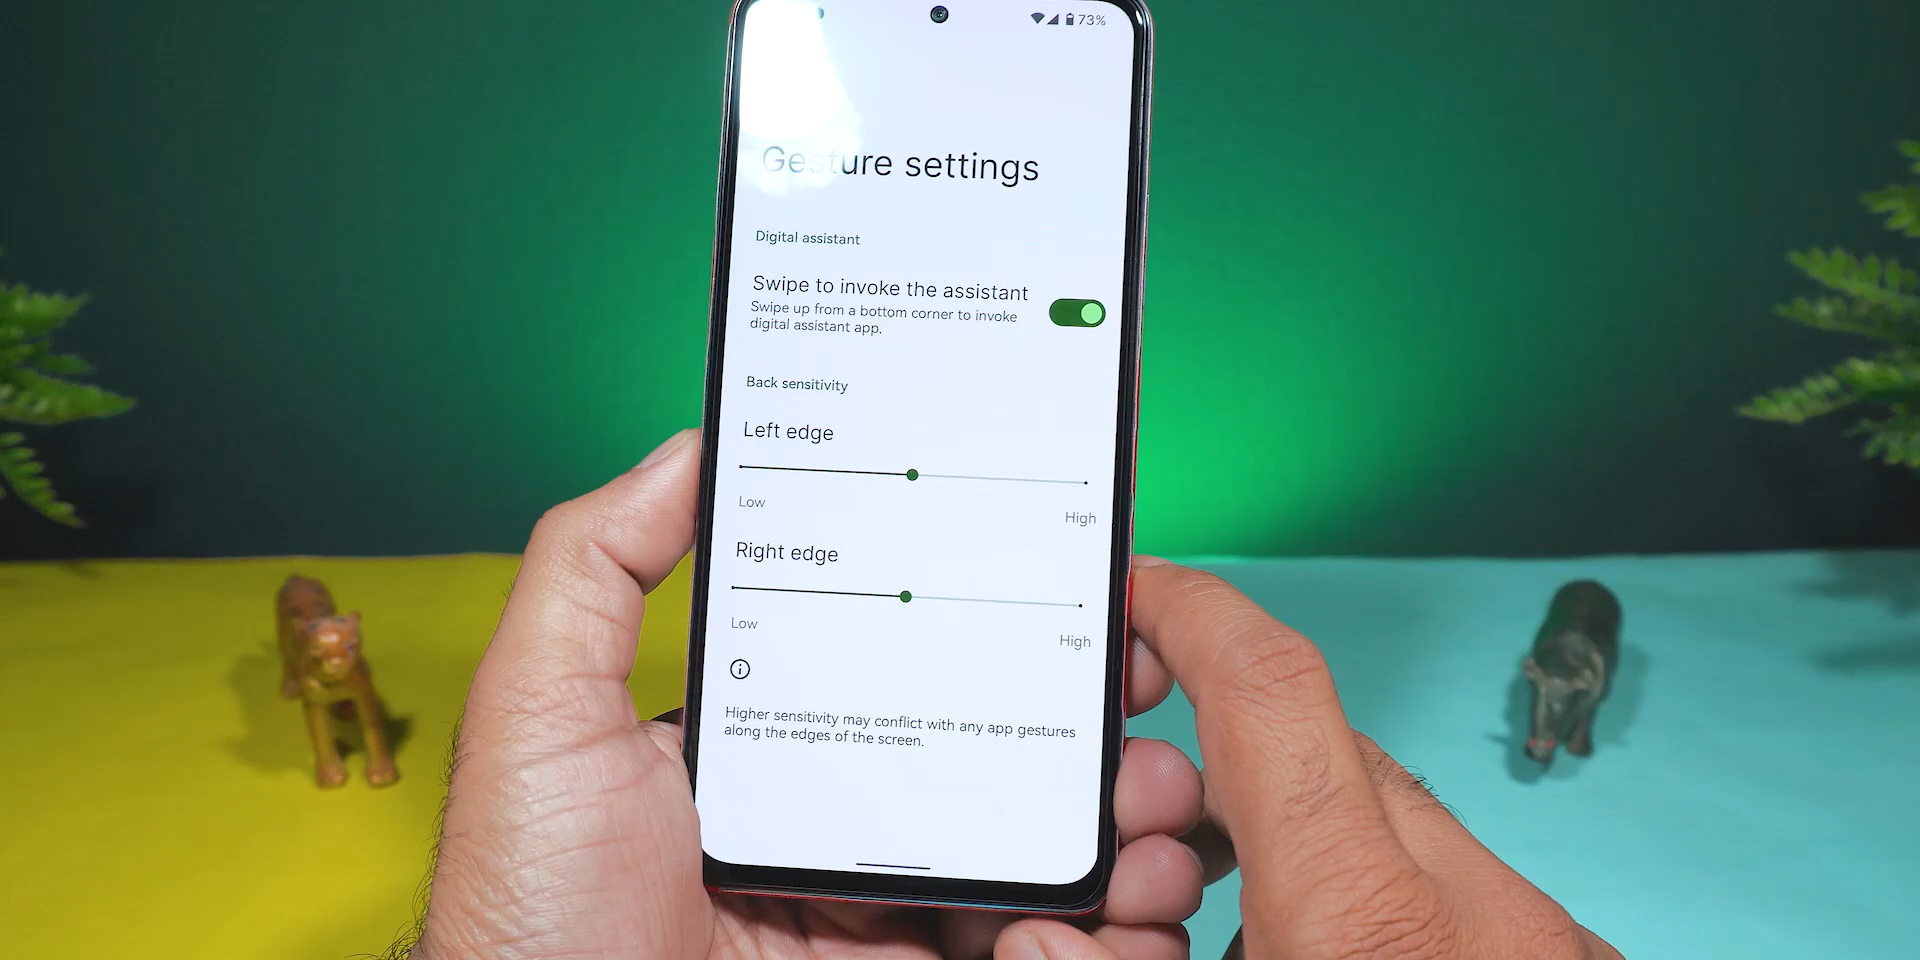 73%
Gesture settings
Digital assistant
Swipe to invoke the assistant
Swipe up from a bottom corner to invoke
digital assistant app.
Back sensitivity
Left edge
Low
High
Right edge
Low
High
Higher sensitivity may conflict with any app gestures
along the edges of the screen.